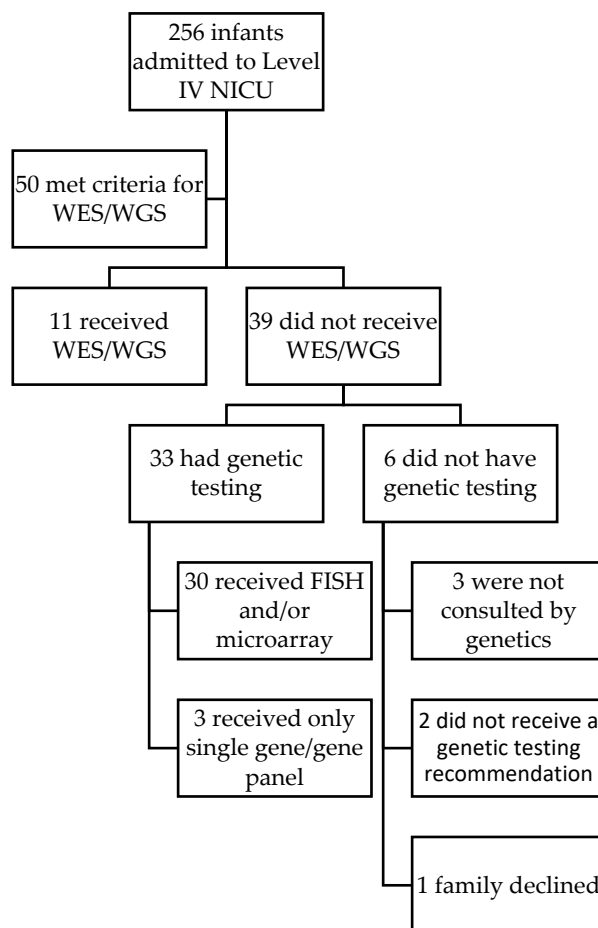 256 infants
admitted to Level
IV NICU
50 met criteria for
WES/WGS
11 received
WES/WGS
39 did not receive
WES/WGS
33 had genetic
testing
6 did not have
genetic testing
30 received FISH
and/or
microarray
3 were not
consulted by
genetics
3 received only
single gene/gene
panel
2 did not receive a
genetic testing
recommendation
1 family declined